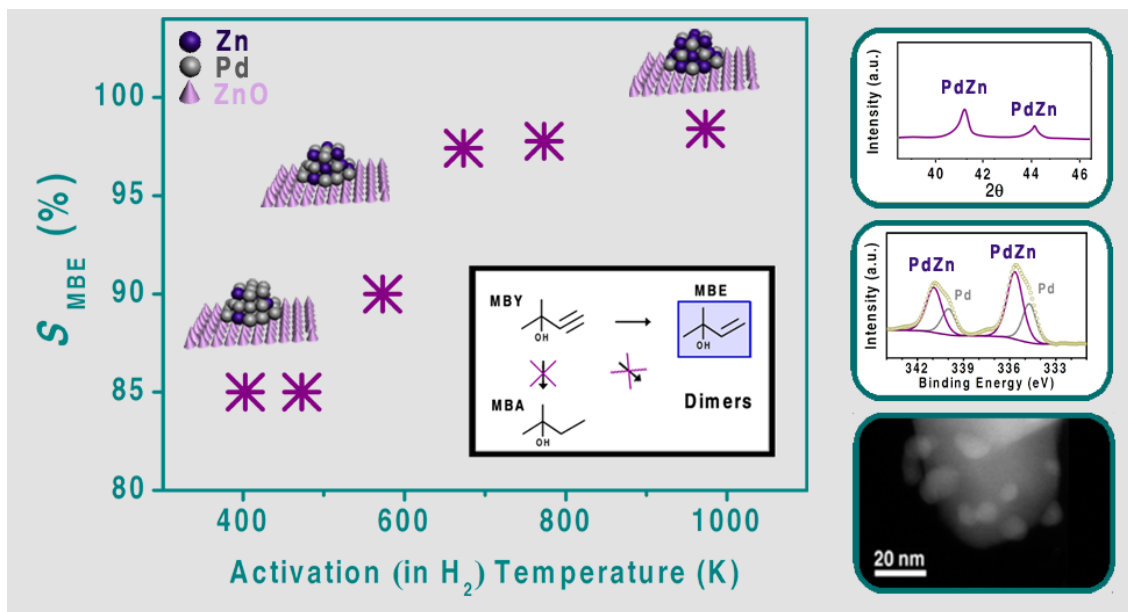 Zn
Pd
ZnO
S MBE (%)
100
95
90
85
80
400
600
800
1000
Activation (in H2) Temperature (K)
MBY
OH
MBE
OH
MBA
OH
Dimers
Intensity (a.u.)
PdZn
PdZn
40
42
44
46
2θ
Intensity (a.u.)
PdZn
Pd
PdZn
Pd
342
339
336
333
Binding Energy (eV)
20 nm